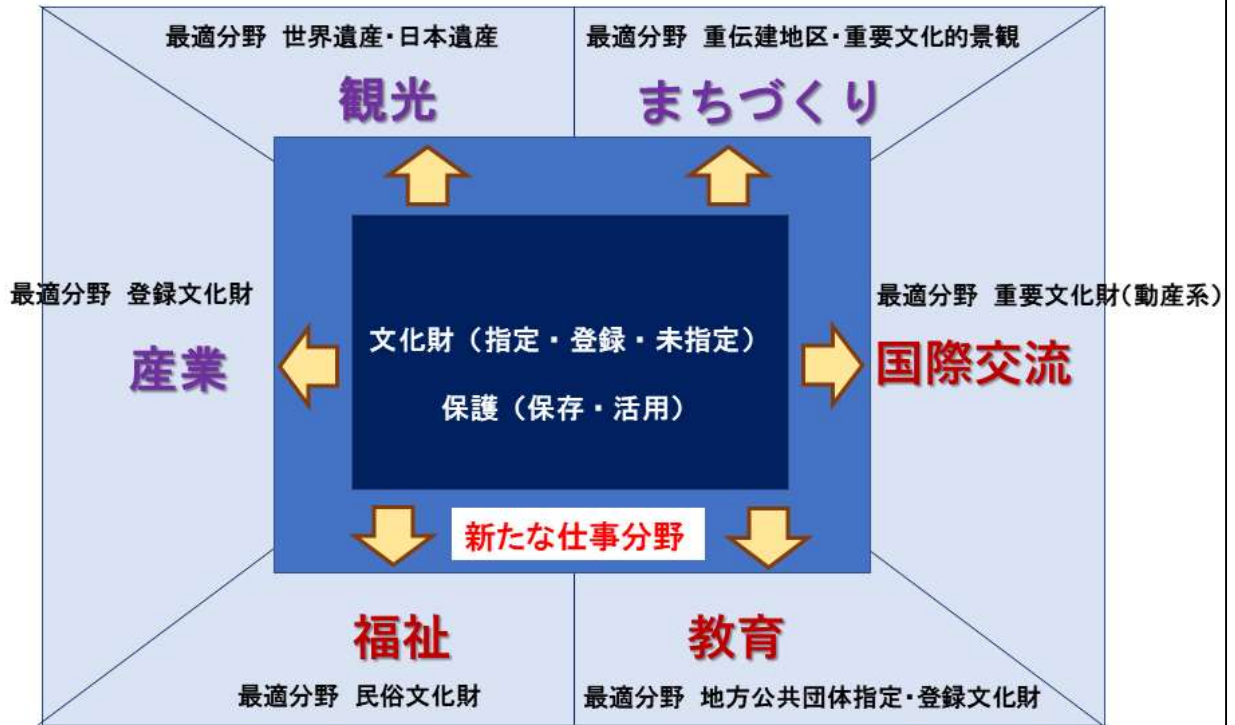 最適分野 世界遺産・日本遺産
観光
最適分野 重伝建地区・重要文化的景観
まちづくり
最適分野 登録文化財
産業
文化財（指定・登録・未指定）
保護（保存・活用）
最適分野 重要文化財（動産系）
国際交流
新たな仕事分野
福祉
最適分野 民俗文化財
教育
最適分野 地方公共団体指定・登録文化財